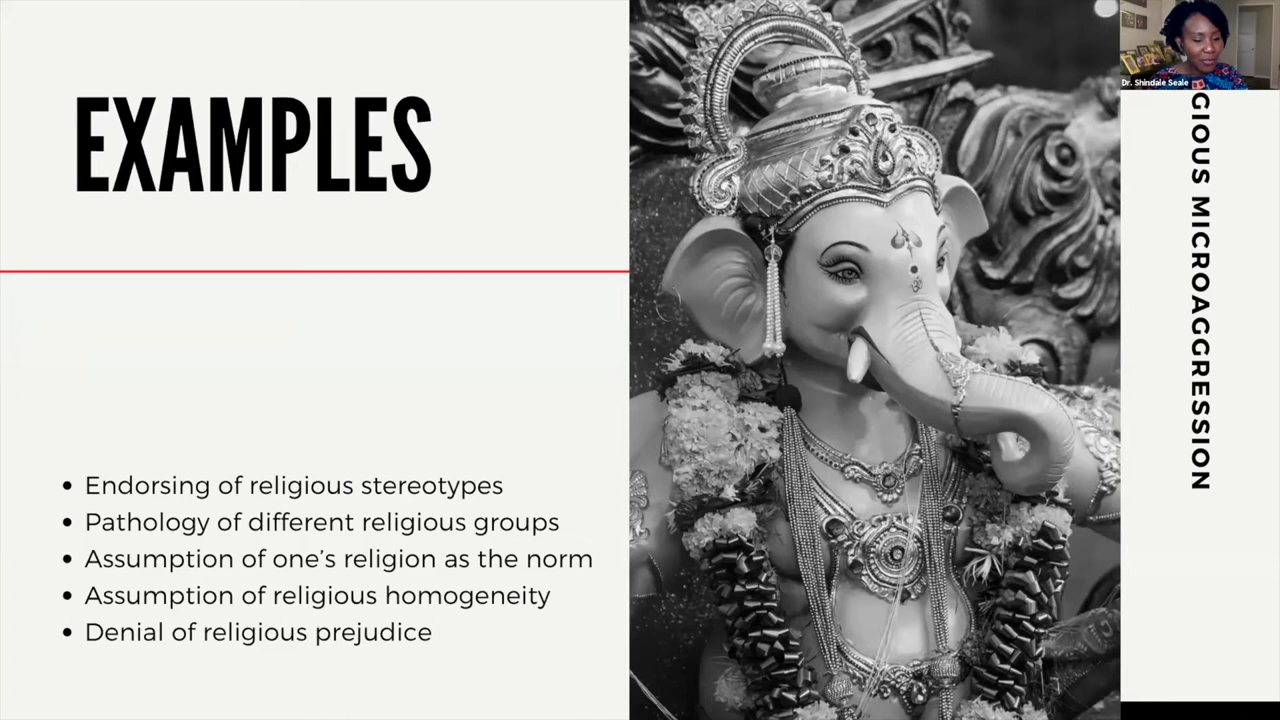 EXAMPLES
• Endorsing of religious stereotypes
• Pathology of different religious groups
• Assumption of one’s religion as the norm
• Assumption of religious homogeneity
• Denial of religious prejudice
Dr. Shindale Seale
GIOUS MICROAGGRESSION